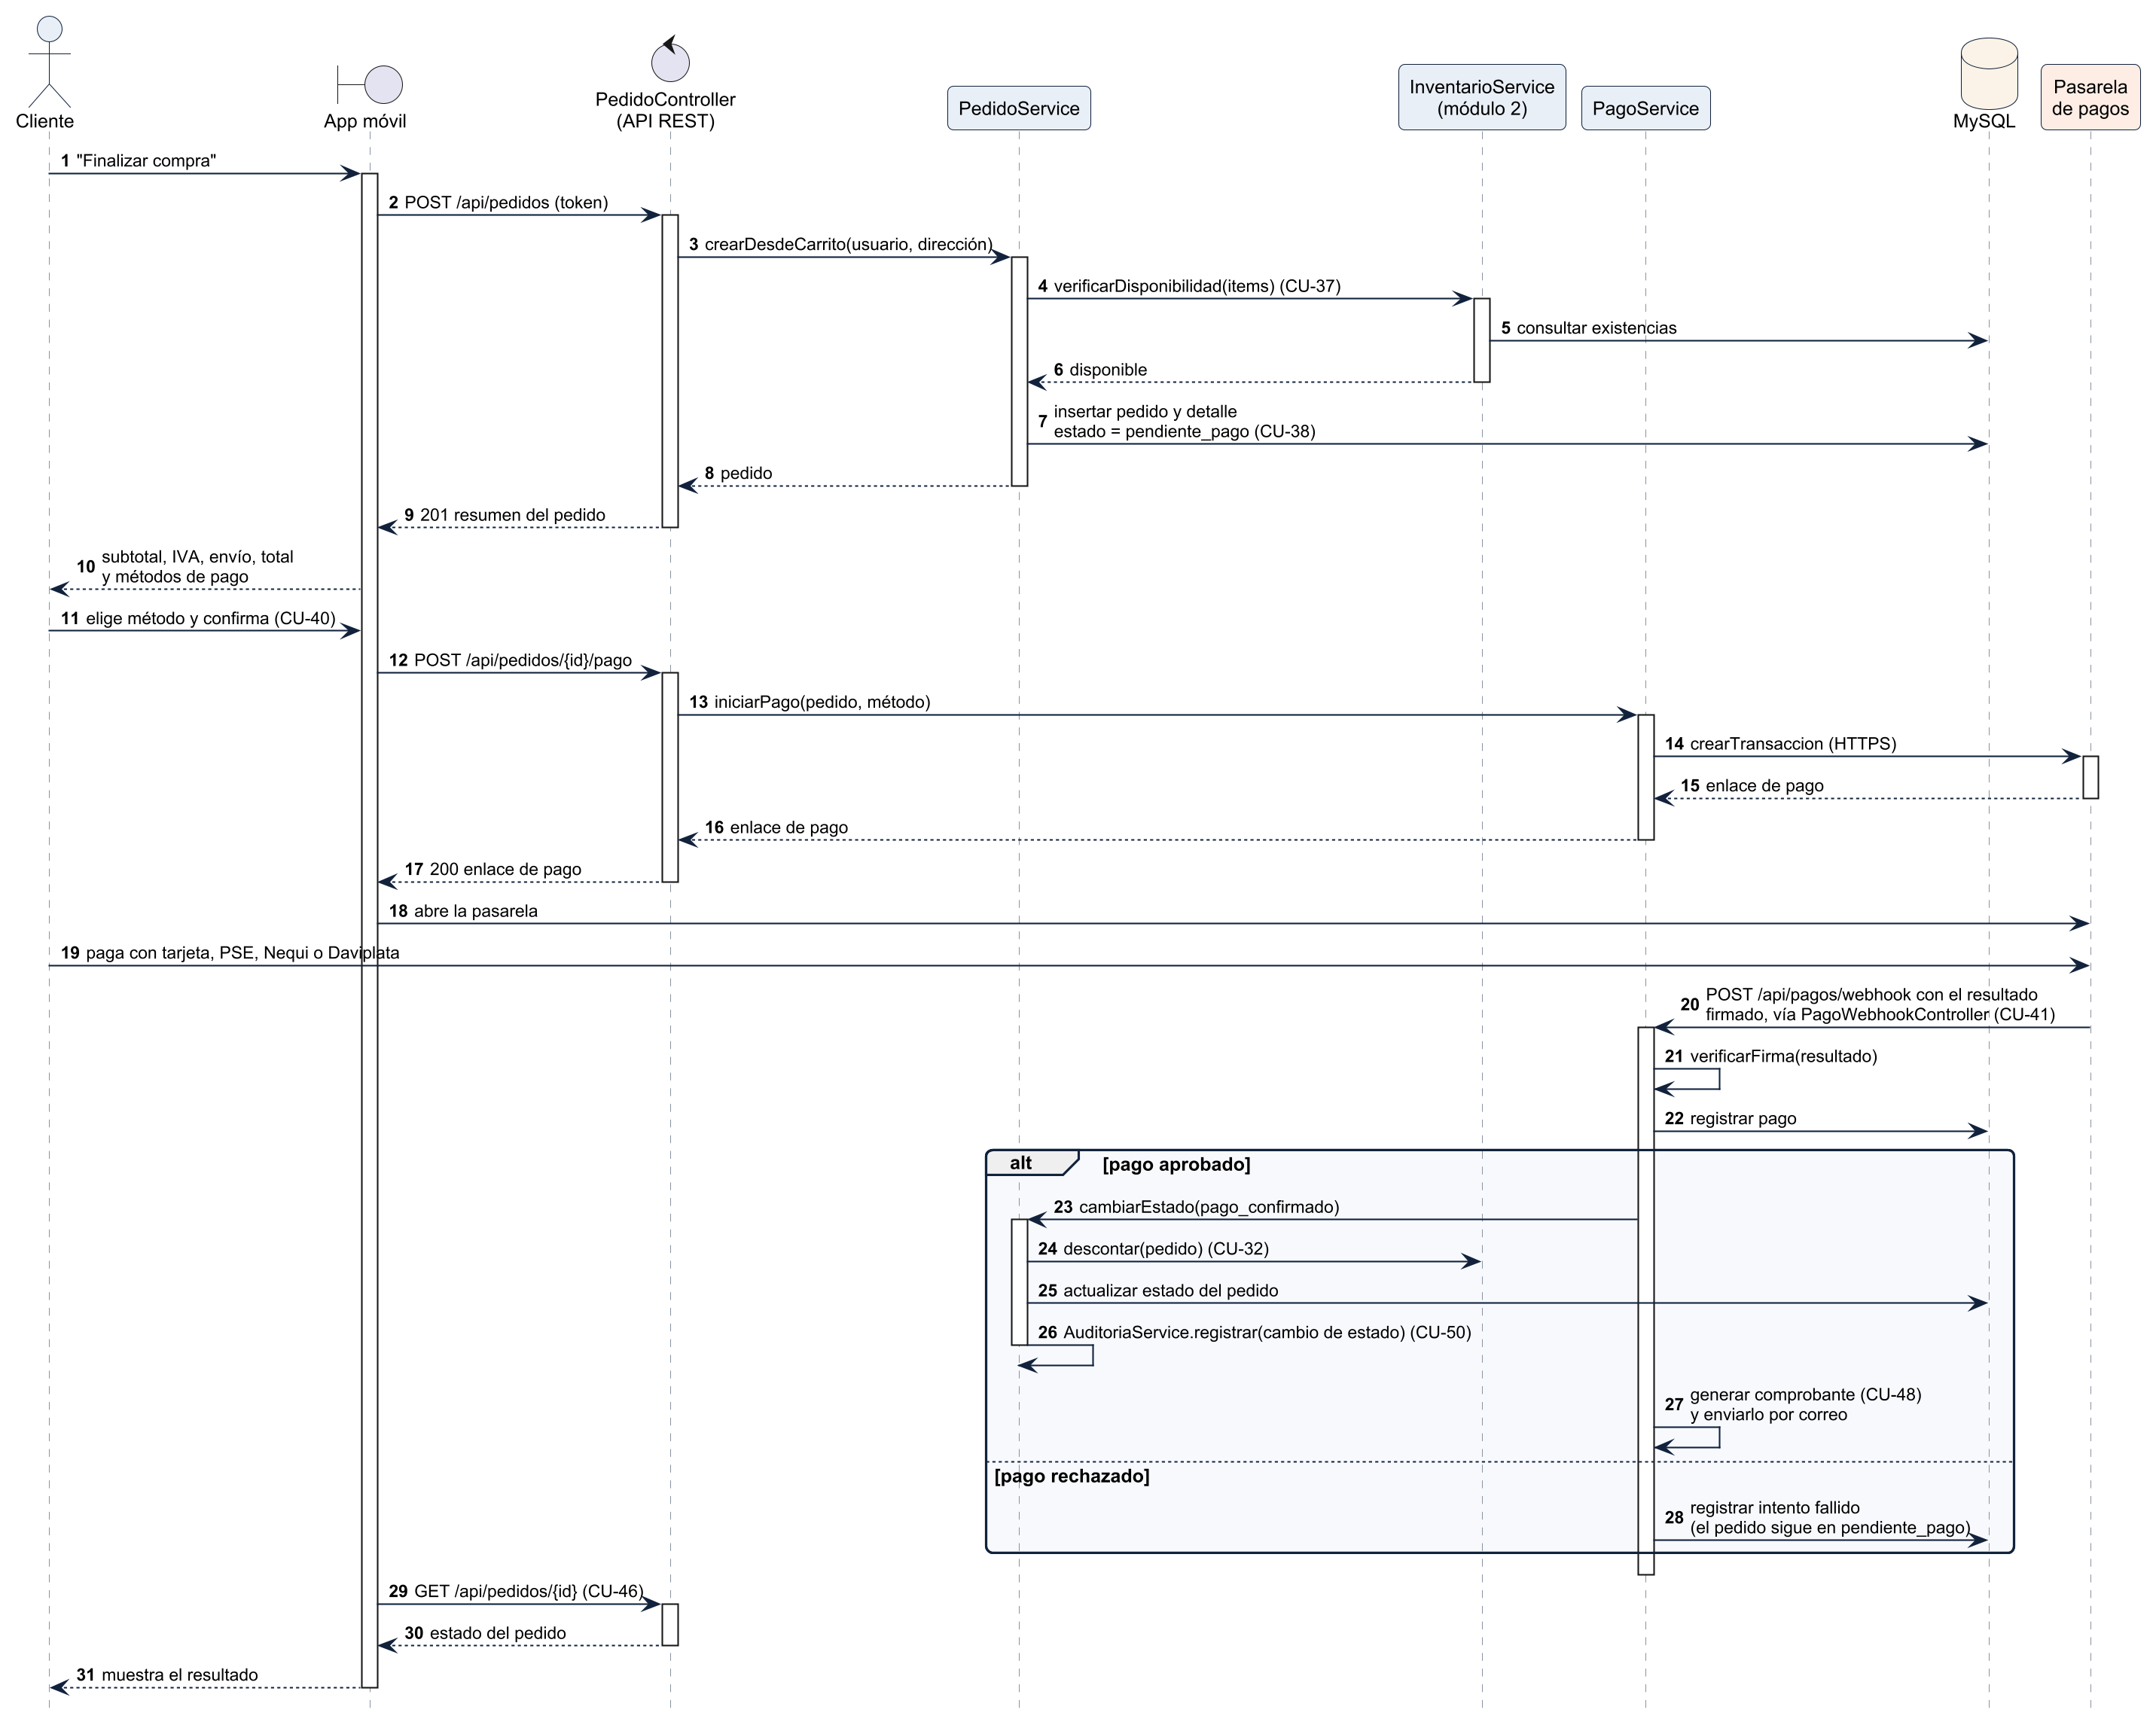 Cliente
App móvil
PedidoController
(API REST)
PedidoService
InventarioService
(módulo 2)
PagoService
MySQL
Pasarela
de pagos
1 "Finalizar compra"
2 POST /api/pedidos (token)
3 crearDesdeCarrito(usuario, dirección)
4 verificarDisponibilidad(items) (CU-37)
5 consultar existencias
6 disponible
7 insertar pedido y detalle
estado = pendiente_pago (CU-38)
8 pedido
9 201 resumen del pedido
10 subtotal, IVA, envío, total
y métodos de pago
11 elige método y confirma (CU-40)
12 POST /api/pedidos/{id}/pago
13 iniciarPago(pedido, método)
14 crearTransaccion (HTTPS)
15 enlace de pago
16 enlace de pago
17 200 enlace de pago
18 abre la pasarela
19 paga con tarjeta, PSE, Nequi o Daviplata
20 POST /api/pagos/webhook con el resultado
firmado, vía PagoWebhookController (CU-41)
21 verificarFirma(resultado)
22 registrar pago
alt [pago aprobado]
23 cambiarEstado(pago_confirmado)
24 descontar(pedido) (CU-32)
25 actualizar estado del pedido
26 AuditoriaService.registrar(cambio de estado) (CU-50)
27 generar comprobante (CU-48)
y enviarlo por correo
[pago rechazado]
28 registrar intento fallido
(el pedido sigue en pendiente_pago)
29 GET /api/pedidos/{id} (CU-46)
30 estado del pedido
31 muestra el resultado